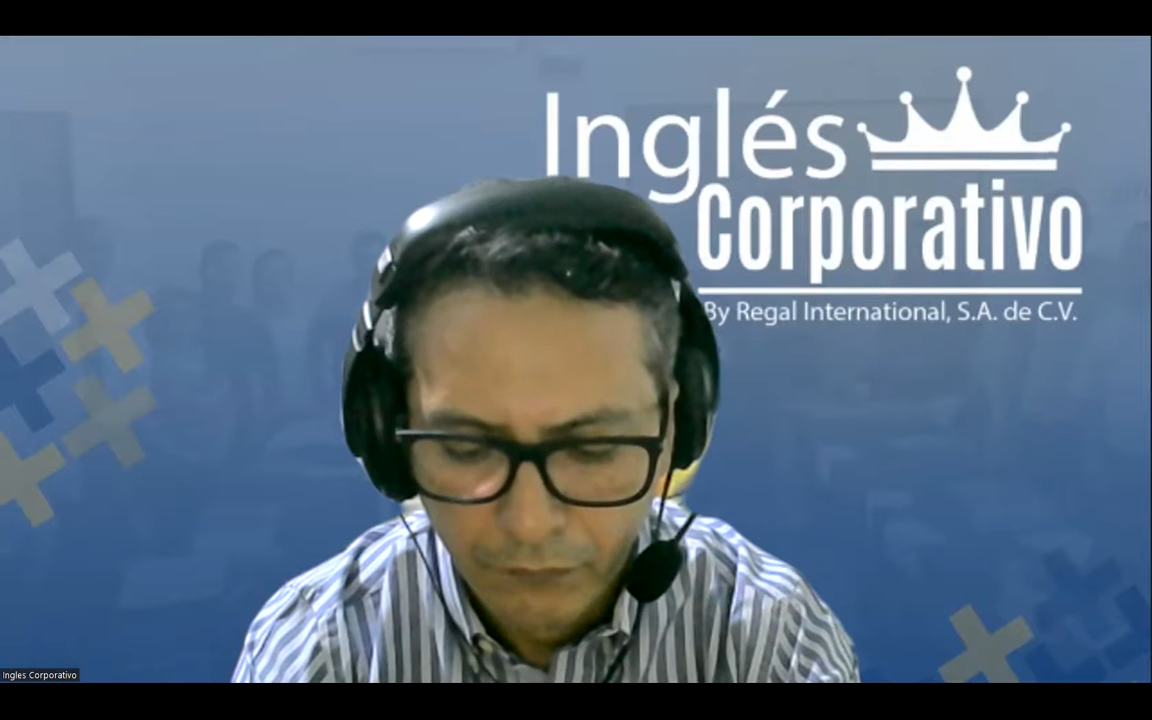 Inglés
Corporativo
By Regal International, S.A. de C.V.
Ingles Corporativo